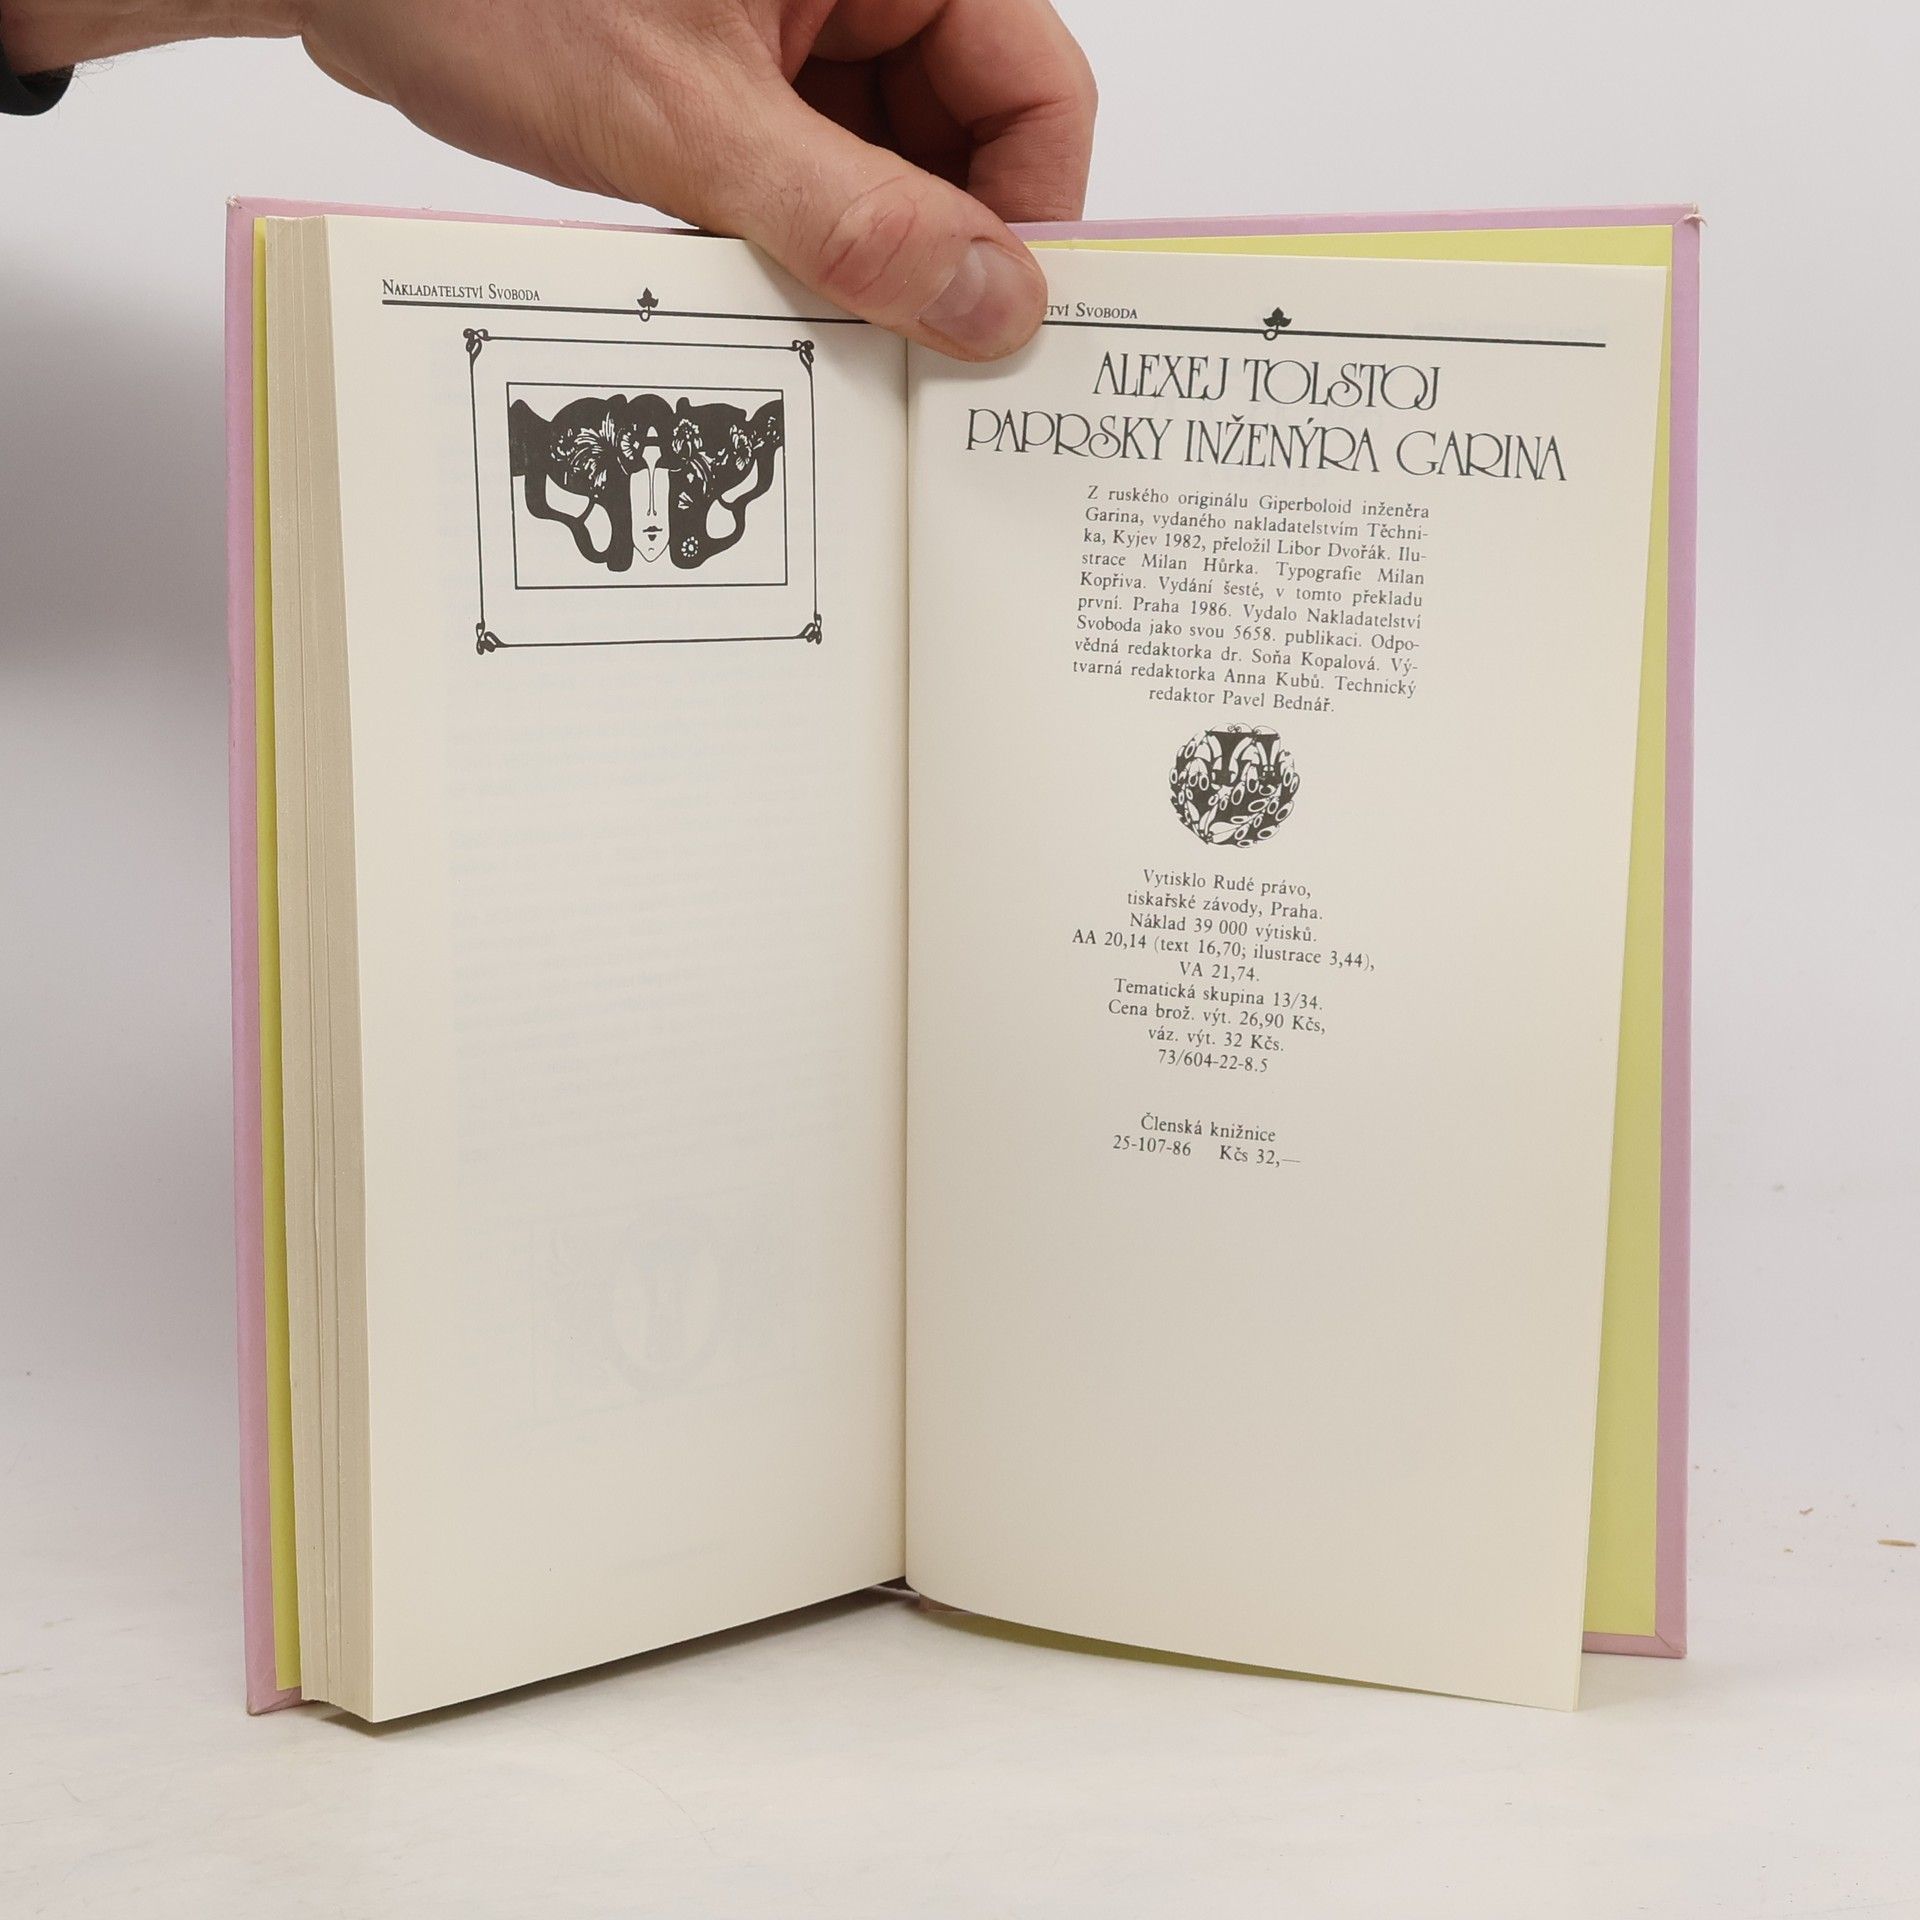 Nakladatelství Svoboda
ství Svoboda
ALEXEJ TOLSTOJ
PAPRSKY INŽENÝRA GARINA
Z ruského originálu Giperboloid inženěra
Garina, vydaného nakladatelstvím Těchni-
ka, Kyjev 1982, přeložil Libor Dvořák. Ilu-
strace Milan Hůrka. Typografie Milan
Kopřiva. Vydání šesté, v tomto překladu
první. Praha 1986. Vydalo Nakladatelství
Svoboda jako svou 5658. publikaci. Odpo-
vědná redaktorka dr. Soňa Kopalová. Vý-
tvarná redaktorka Anna Kubů. Technický
redaktor Pavel Bednář.
Vytisklo Rudé právo,
tiskařské závody, Praha.
Náklad 39 000 výtisků.
AA 20,14 (text 16,70; ilustrace 3,44),
VA 21,74.
Tematická skupina 13/34.
Cena brož. výt. 26,90 Kčs,
váz. výt. 32 Kčs.
73/604-22-8.5
Členská knižnice
25-107-86 Kčs 32,—